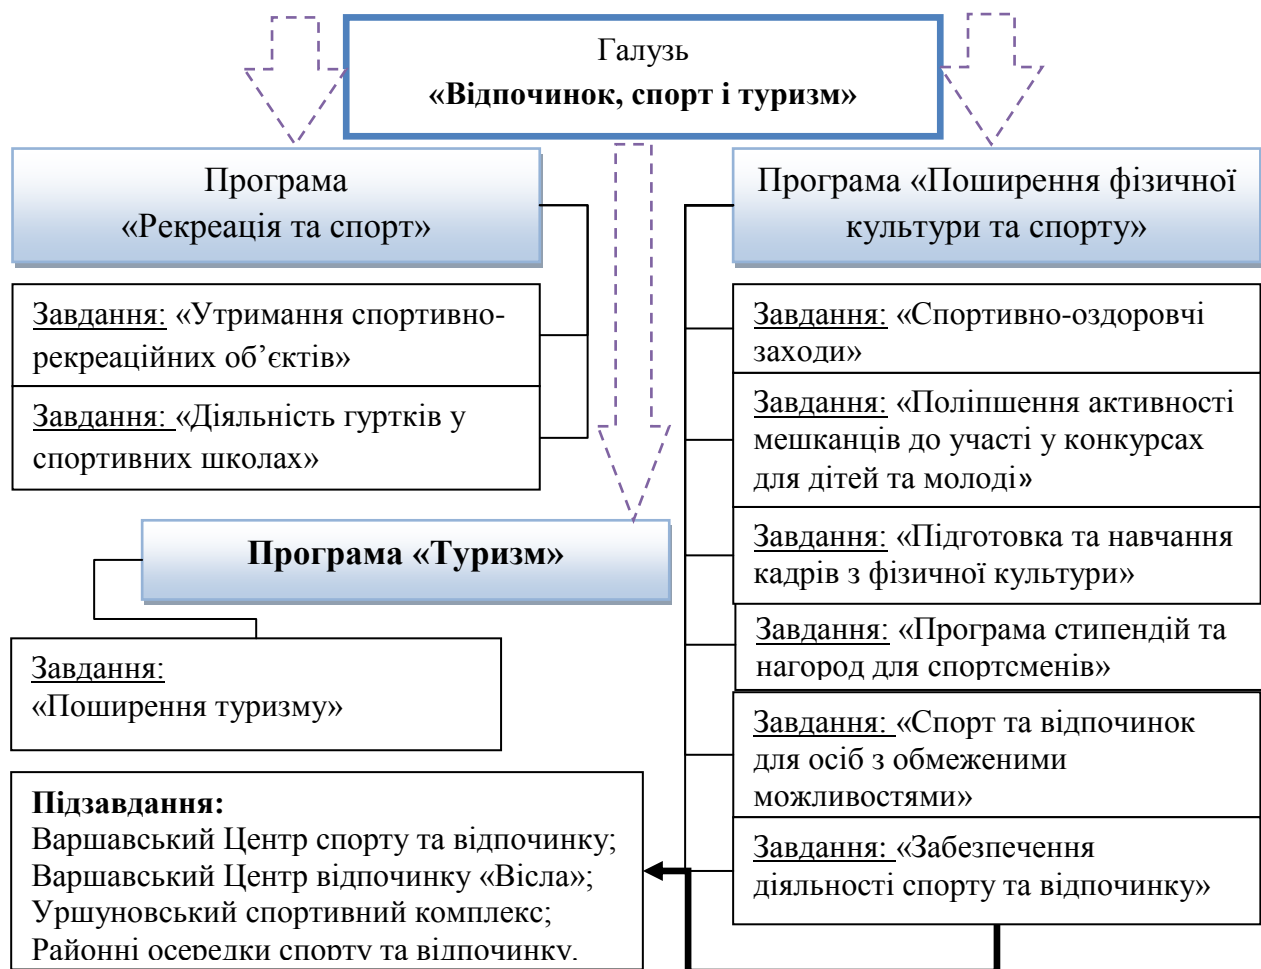 Галузь
«Відпочинок, спорт і туризм»
Програма
«Рекреація та спорт»
Завдання: «Утримання спортивно-
рекреаційних об’єктів»
Завдання: «Діяльність гуртків у
спортивних школах»
Програма «Туризм»
Завдання:
«Поширення туризму»
Програма «Поширення фізичної
культури та спорту»
Завдання: «Спортивно-оздоровчі
заходи»
Завдання: «Поліпшення активності
мешканців до участі у конкурсах
для дітей та молоді»
Завдання: «Підготовка та навчання
кадрів з фізичної культури»
Завдання: «Програма стипендій та
нагород для спортсменів»
Завдання: «Спорт та відпочинок
для осіб з обмеженими
можливостями»
Завдання: «Забезпечення
діяльності спорту та відпочинку»
Підзавдання:
Варшавський Центр спорту та відпочинку;
Варшавський Центр відпочинку «Вісла»;
Уршуновський спортивний комплекс;
Районні осередки спорту та відпочинку.